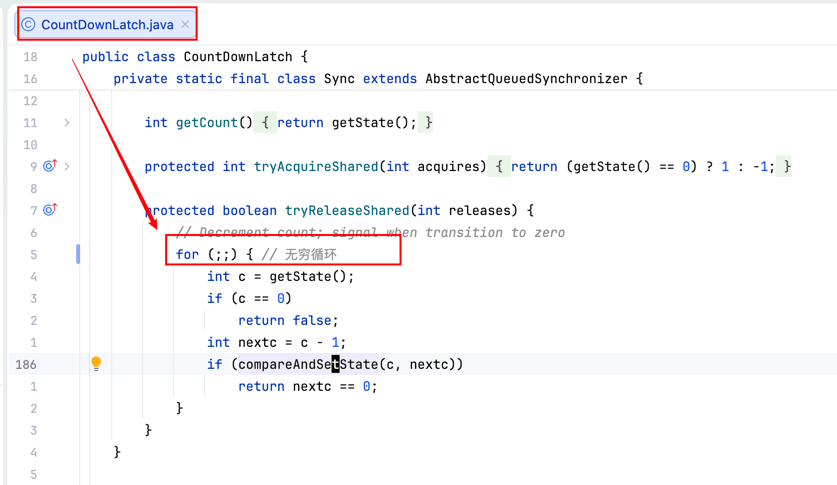 CountDownLatch.java
18 public class CountDownLatch {
16 private static final class Sync extends AbstractQueuedSynchronizer {
12
11 int getCount() { return getState(); }
10
9 protected int tryAcquireShared(int acquires) { return (getState() == 0) ? 1 : -1; }
8
7 protected boolean tryReleaseShared(int releases) {
6 // Decrement count; signal when transition to zero
5 for (;;) { // 无穷循环
4 int c = getState();
3 if (c == 0)
2 return false;
1 int nextc = c - 1;
186 if (compareAndSetState(c, nextc))
1 return nextc == 0;
2 }
3 }
4 }
5